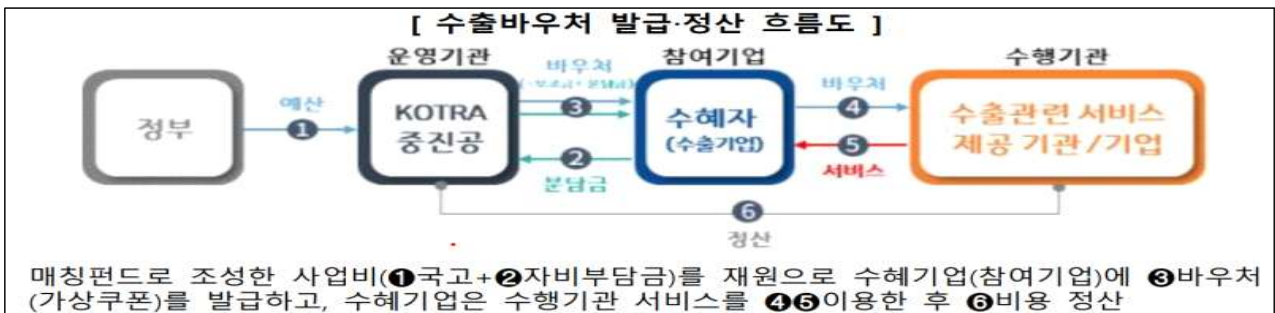 [ 수출바우처 발급·정산 흐름도 ]
운영기관 참여기업 수행기관
정부
예산
❶
KOTRA
중진공
바우처
❸
❷
분담금
수혜자
(수출기업)
바우처
❹
❺
서비스
수출관련 서비스
제공 기관/기업
❻
정산
매칭펀드로 조성한 사업비(❶국고+❷자비부담금)를 재원으로 수혜기업(참여기업)에 ❸바우처
(가상쿠폰)를 발급하고, 수혜기업은 수행기관 서비스를 ❹❺이용한 후 ❻비용 정산